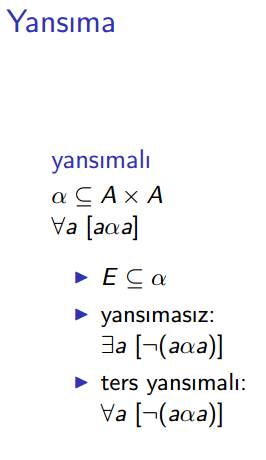 Yansıma
yansımalı
α ⊆ A × A
∀a [aαa]
▶ E ⊆ α
▶ yansımasız:
∃a [¬(aαa)]
▶ ters yansımalı:
∀a [¬(aαa)]